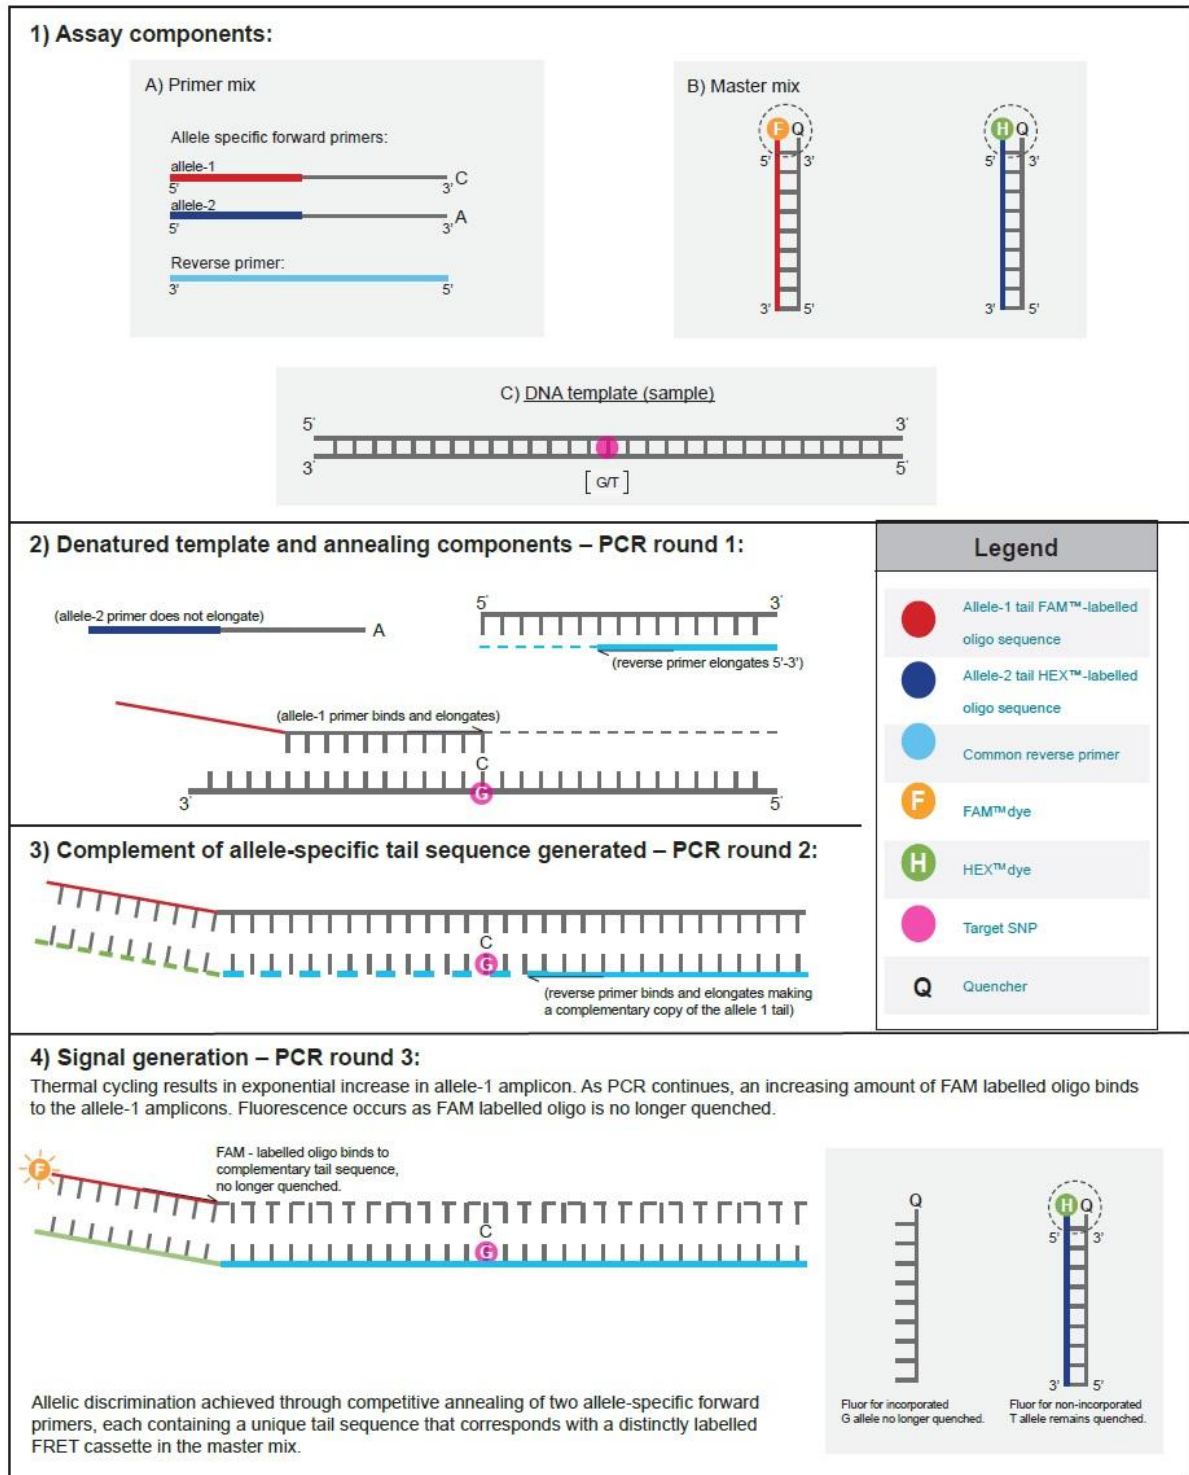 1) Assay components:
A) Primer mix
Allele specific forward primers:
allele-1
5'
3'
C
allele-2
5'
3'
A
Reverse primer:
3'
5'
B) Master mix
F Q
5' 3'
3' 5'
H Q
5' 3'
3' 5'
C) DNA template (sample)
5' 3'
3' 5'
[ G/T ]
2) Denatured template and annealing components – PCR round 1:
(allele-2 primer does not elongate)
A
5' 3'
(reverse primer elongates 5'-3')
(allele-1 primer binds and elongates)
C
G
3' 5'
Legend
Allele-1 tail FAM™-labelled
oligo sequence
Allele-2 tail HEX™-labelled
oligo sequence
Common reverse primer
F FAM™ dye
H HEX™ dye
Target SNP
Q Quencher
3) Complement of allele-specific tail sequence generated – PCR round 2:
C
G
(reverse primer binds and elongates making
a complementary copy of the allele 1 tail)
4) Signal generation – PCR round 3:
Thermal cycling results in exponential increase in allele-1 amplicon. As PCR continues, an increasing amount of FAM labelled oligo binds
to the allele-1 amplicons. Fluorescence occurs as FAM labelled oligo is no longer quenched.
F
FAM - labelled oligo binds to
complementary tail sequence,
no longer quenched.
C
G
Q
Fluor for incorporated
G allele no longer quenched.
H Q
5' 3'
3' 5'
Fluor for non-incorporated
T allele remains quenched.
Allelic discrimination achieved through competitive annealing of two allele-specific forward
primers, each containing a unique tail sequence that corresponds with a distinctly labelled
FRET cassette in the master mix.